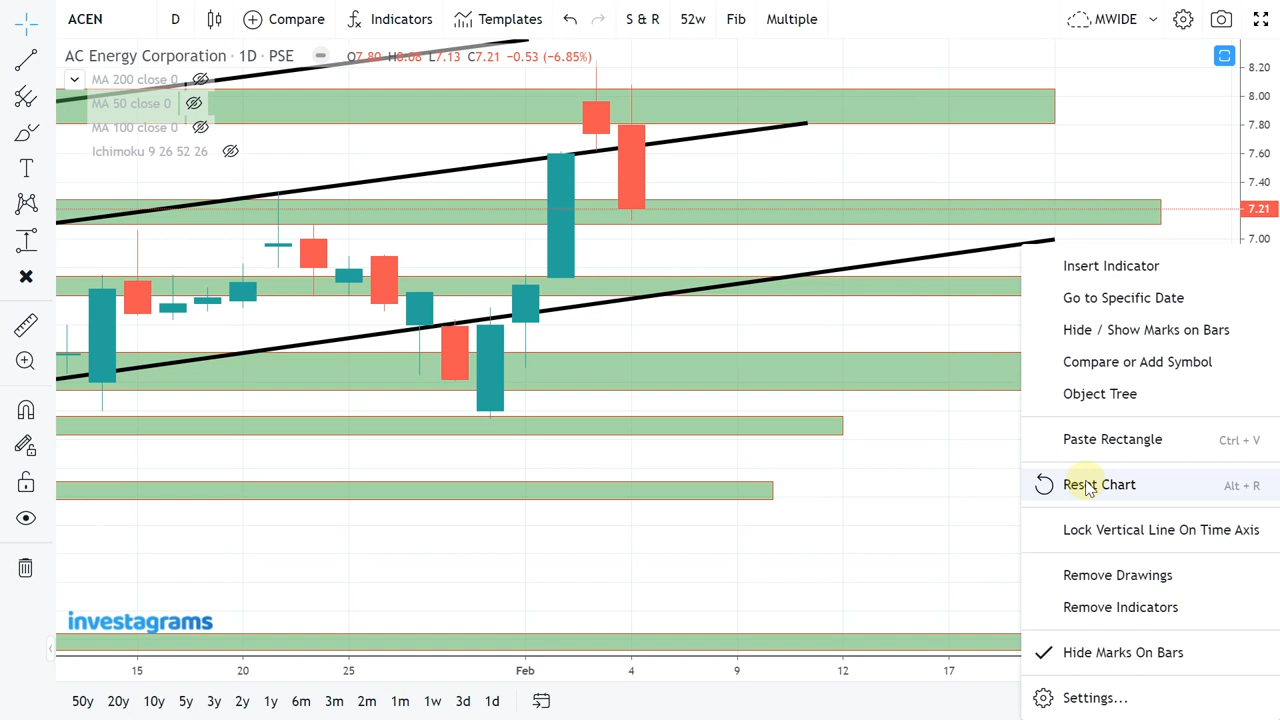 ACEN D Compare Indicators Templates S & R 52w Fib Multiple MWIDE
AC Energy Corporation · 1D · PSE O7.80 H8.08 L7.13 C7.21 −0.53 (−6.85%)
MA 200 close 0
MA 50 close 0
MA 100 close 0
Ichimoku 9 26 52 26
8.20
8.00
7.80
7.60
7.40
7.21
7.00
Insert Indicator
Go to Specific Date
Hide / Show Marks on Bars
Compare or Add Symbol
Object Tree
Paste Rectangle Ctrl + V
Reset Chart Alt + R
Lock Vertical Line On Time Axis
Remove Drawings
Remove Indicators
Hide Marks On Bars
Settings...
investagrams
15 20 25 Feb 4 9 12 17
50y 20y 10y 5y 3y 2y 1y 6m 3m 2m 1m 1w 3d 1d